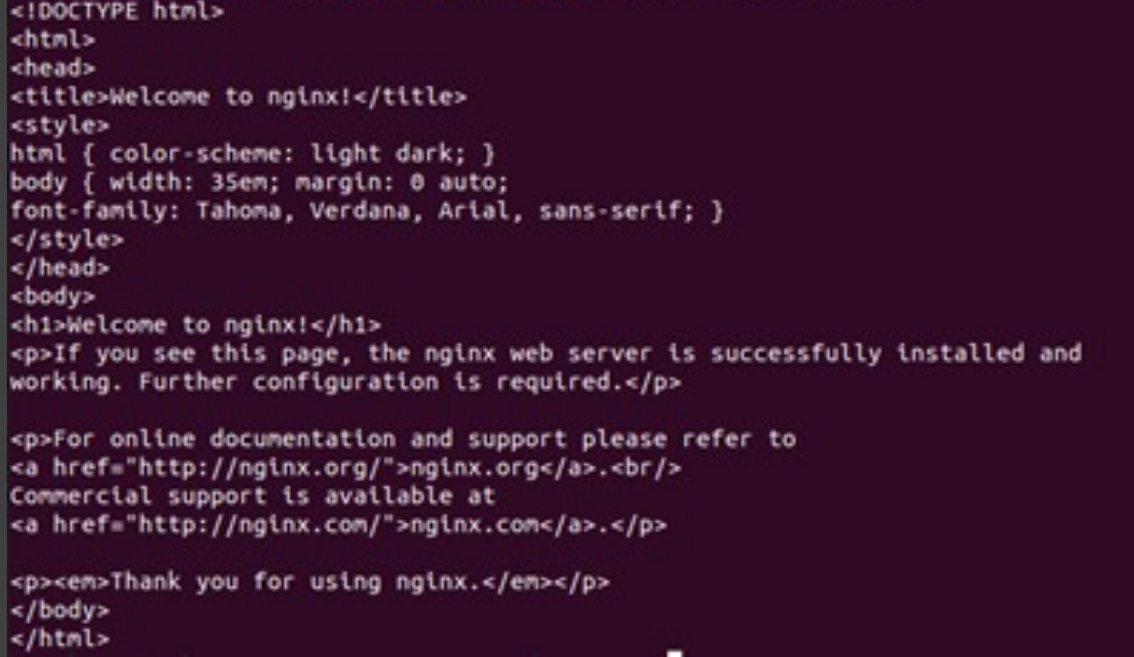 <!DOCTYPE html>
<html>
<head>
<title>Welcome to nginx!</title>
<style>
html { color-scheme: light dark; }
body { width: 35em; margin: 0 auto;
font-family: Tahoma, Verdana, Arial, sans-serif; }
</style>
</head>
<body>
<h1>Welcome to nginx!</h1>
<p>If you see this page, the nginx web server is successfully installed and
working. Further configuration is required.</p>

<p>For online documentation and support please refer to
<a href="http://nginx.org/">nginx.org</a>.<br/>
Commercial support is available at
<a href="http://nginx.com/">nginx.com</a>.</p>

<p><em>Thank you for using nginx.</em></p>
</body>
</html>